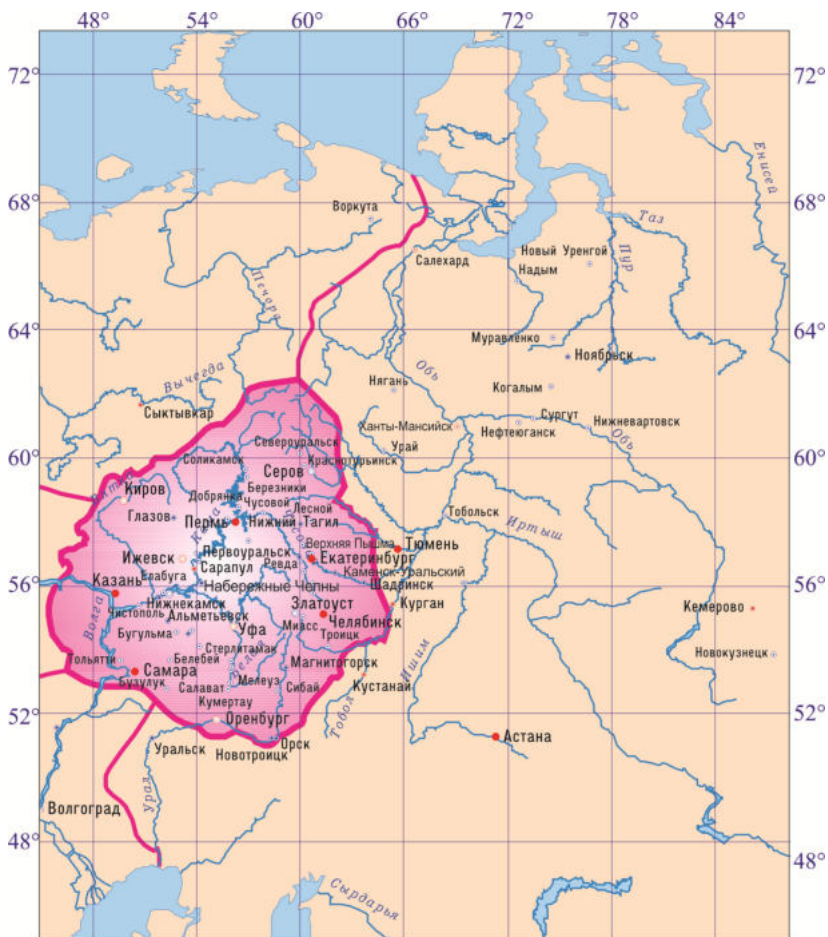 48° 54° 60° 66° 72° 78° 84°
72° 72°
Енисей
68° 68°
Воркута
Таз
Салехард
Новый Уренгой
Надым
Пур
Печора
64° 64°
Муравленко
Ноябрьск
Вычегда
Обь
Нягань
Когалым
Сыктывкар
Сургут
Ханты-Мансийск
Нижневартовск
Нефтеюганск
Североуральск
Урай
Обь
60° 60°
Соликамск
Краснотурьинск
Серов
Вятка
Киров
Березники
Добрянка
Чусовой
Лесной
Тобольск
Глазов
Кама
Пермь
Нижний Тагил
Иртыш
Чусовая
Верхняя Пышма
Тюмень
Первоуральск
Ижевск
Ревда
Екатеринбург
Сарапул
Каменск-Уральский
Казань
Елабуга
Набережные Челны
Шадринск
56° 56°
Нижнекамск
Златоуст
Курган
Кемерово
Чистополь
Альметьевск
Волга
Миасс
Челябинск
Бугульма
Уфа
Троицк
Стерлитамак
Новокузнецк
Тольятти
Белебей
Белая
Магнитогорск
Ишим
Самара
Бузулук
Салават
Мелеуз
Сибай
Кустанай
Кумертау
Тобол
52° 52°
Оренбург
Астана
Уральск
Новотроицк
Орск
Урал
Волгоград
48° 48°
Сырдарья